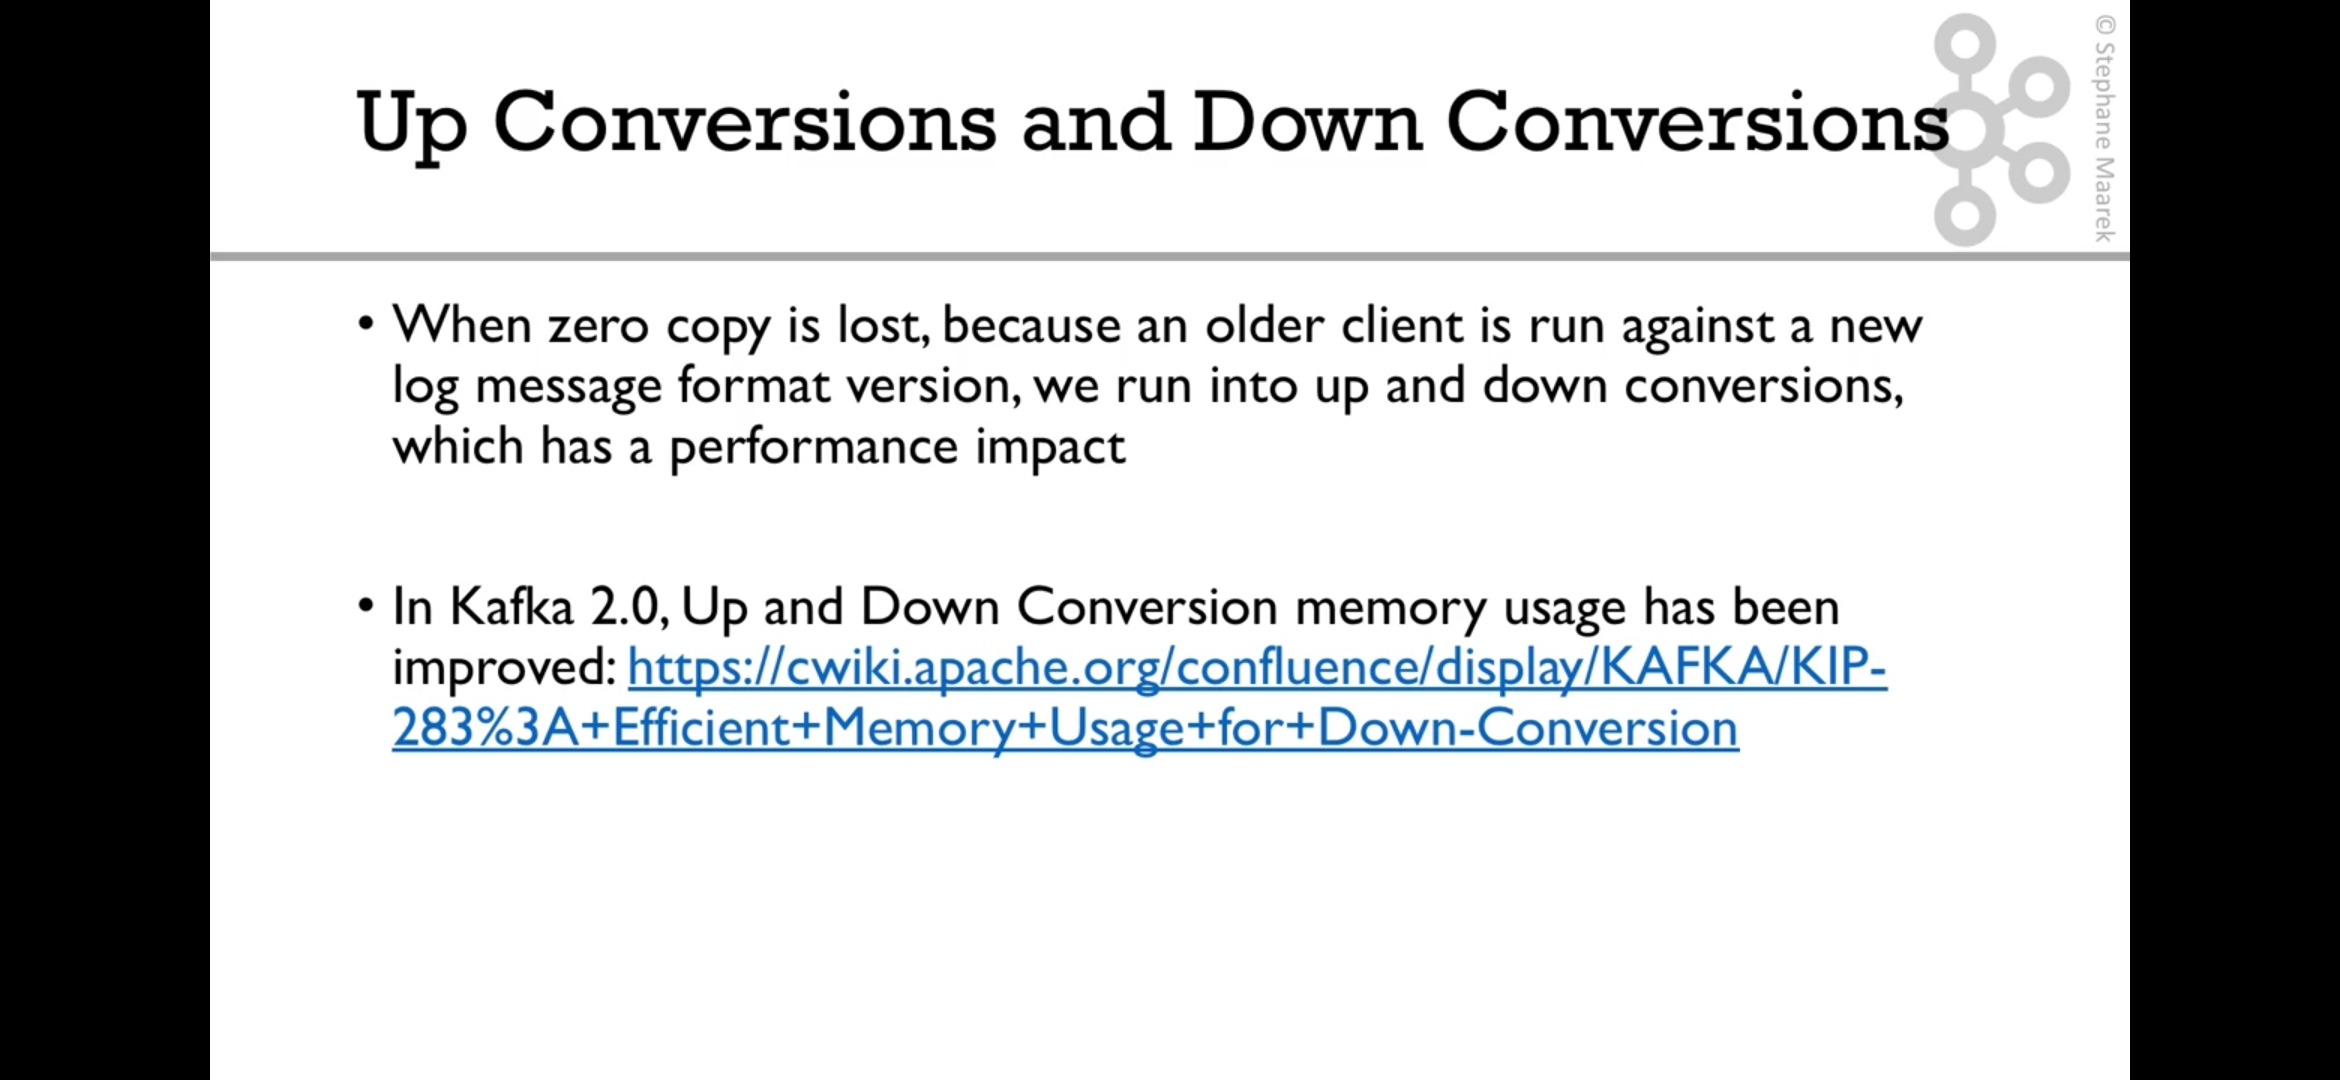 Up Conversions and Down Conversions
© Stephane Maarek
• When zero copy is lost, because an older client is run against a new
log message format version, we run into up and down conversions,
which has a performance impact
• In Kafka 2.0, Up and Down Conversion memory usage has been
improved: https://cwiki.apache.org/confluence/display/KAFKA/KIP-
283%3A+Efficient+Memory+Usage+for+Down-Conversion